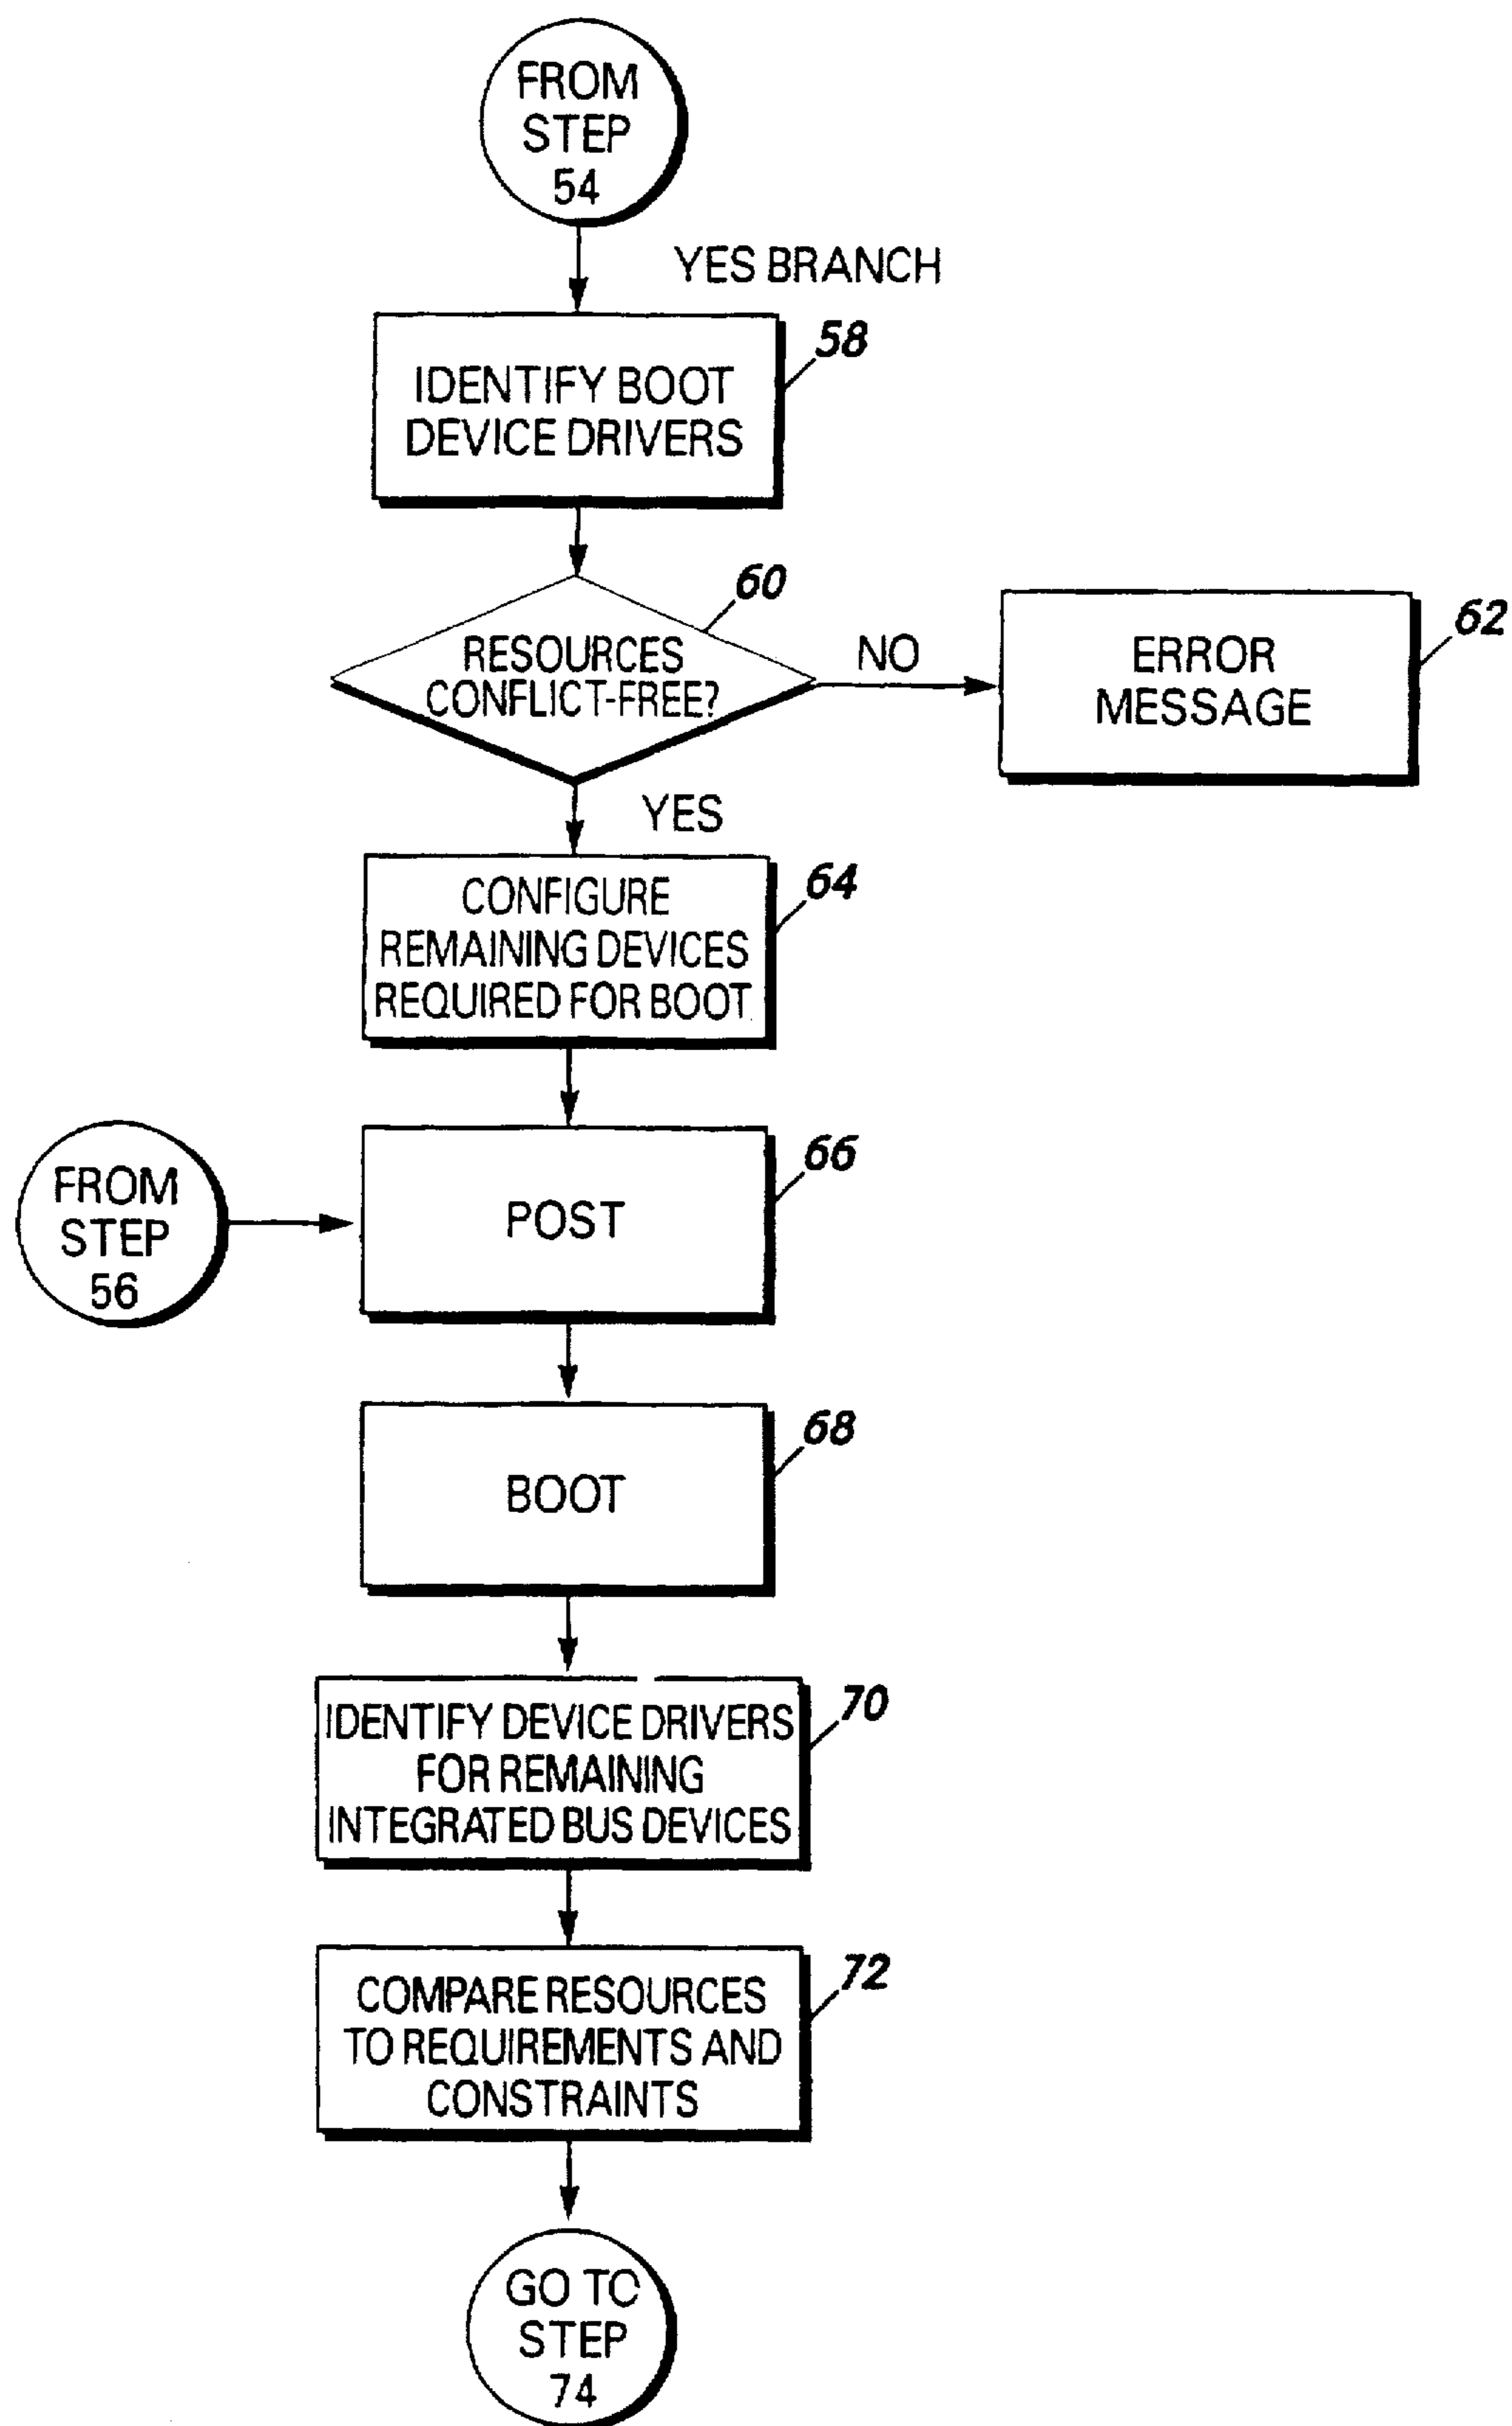 FROM
STEP
54
YES BRANCH
58
IDENTIFY BOOT
DEVICE DRIVERS
60
RESOURCES
CONFLICT-FREE?
NO
62
ERROR
MESSAGE
YES
64
CONFIGURE
REMAINING DEVICES
REQUIRED FOR BOOT
FROM
STEP
56
66
POST
68
BOOT
70
IDENTIFY DEVICE DRIVERS
FOR REMAINING
INTEGRATED BUS DEVICES
72
COMPARE RESOURCES
TO REQUIREMENTS AND
CONSTRAINTS
GO TO
STEP
74